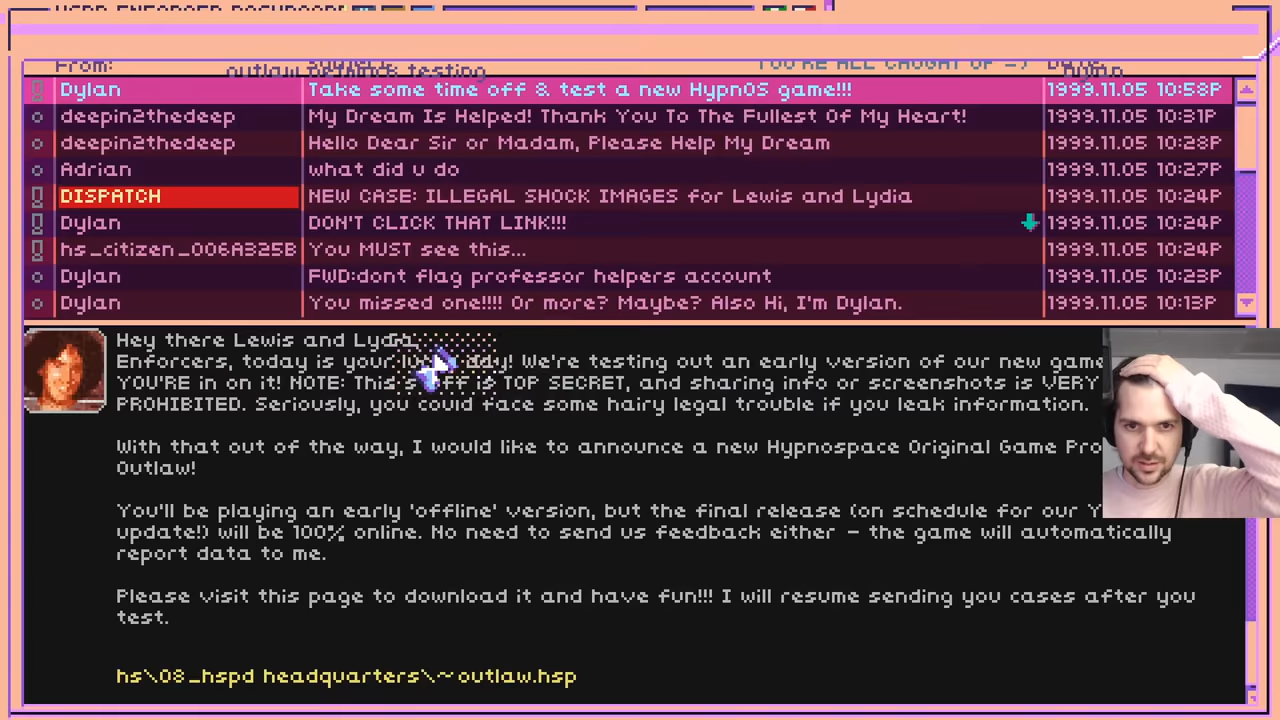 HSPD ENFORCER DASHBOARD
From:
outlaw network testing
YOU'RE ALL CAUGHT UP =)
Dylan
Dylan Take some time off & test a new HypnOS game!!! 1999.11.05 10:58P
deepin2thedeep My Dream Is Helped! Thank You To The Fullest Of My Heart! 1999.11.05 10:31P
deepin2thedeep Hello Dear Sir or Madam, Please Help My Dream 1999.11.05 10:28P
Adrian what did u do 1999.11.05 10:27P
DISPATCH NEW CASE: ILLEGAL SHOCK IMAGES for Lewis and Lydia 1999.11.05 10:24P
Dylan DON'T CLICK THAT LINK!!! 1999.11.05 10:24P
hs_citizen_006A325B You MUST see this... 1999.11.05 10:24P
Dylan FWD:dont flag professor helpers account 1999.11.05 10:23P
Dylan You missed one!!!! Or more? Maybe? Also Hi, I'm Dylan. 1999.11.05 10:13P
Hey there Lewis and Lydia,
Enforcers, today is your day! We're testing out an early version of our new game
YOU'RE in on it! NOTE: This stuff is TOP SECRET, and sharing info or screenshots is VERY
PROHIBITED. Seriously, you could face some hairy legal trouble if you leak information.
With that out of the way, I would like to announce a new Hypnospace Original Game
Outlaw!
You'll be playing an early 'offline' version, but the final release (on schedule for our
update!) will be 100% online. No need to send us feedback either - the game will automatically
report data to me.
Please visit this page to download it and have fun!!! I will resume sending you cases after you
test.
hs\08_hspd headquarters\~outlaw.hsp